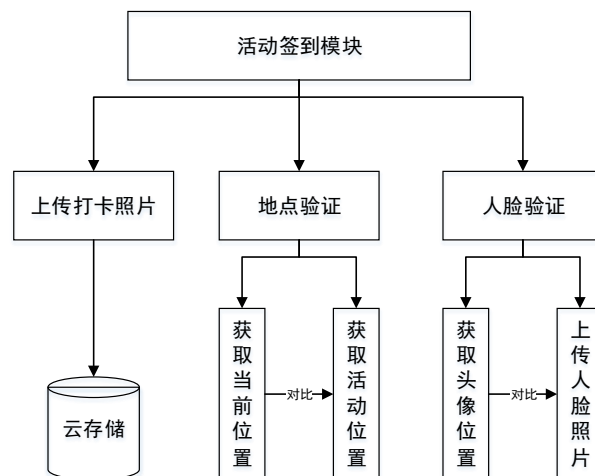 活动签到模块
上传打卡照片
地点验证
人脸验证
云存储
获取当前位置
对比
获取活动位置
获取头像位置
对比
上传人脸照片